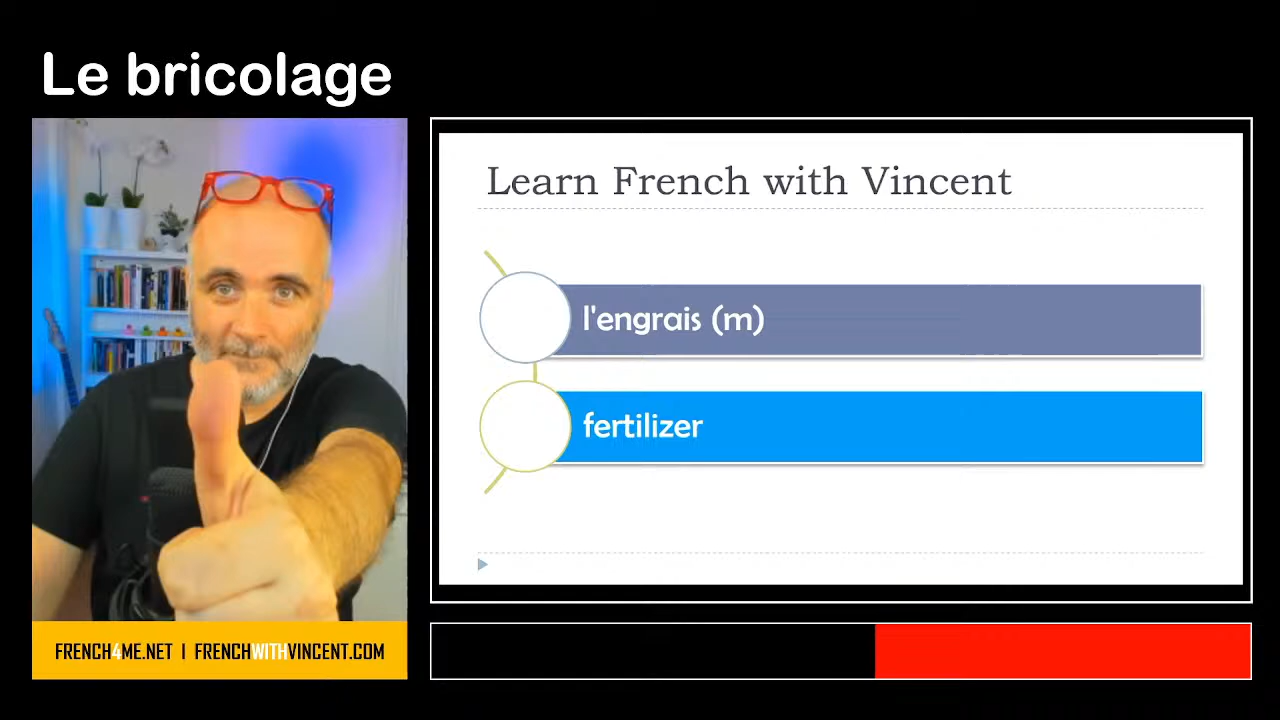 Le bricolage
Learn French with Vincent
l'engrais (m)
fertilizer
FRENCH4ME.NET | FRENCHWITHVINCENT.COM